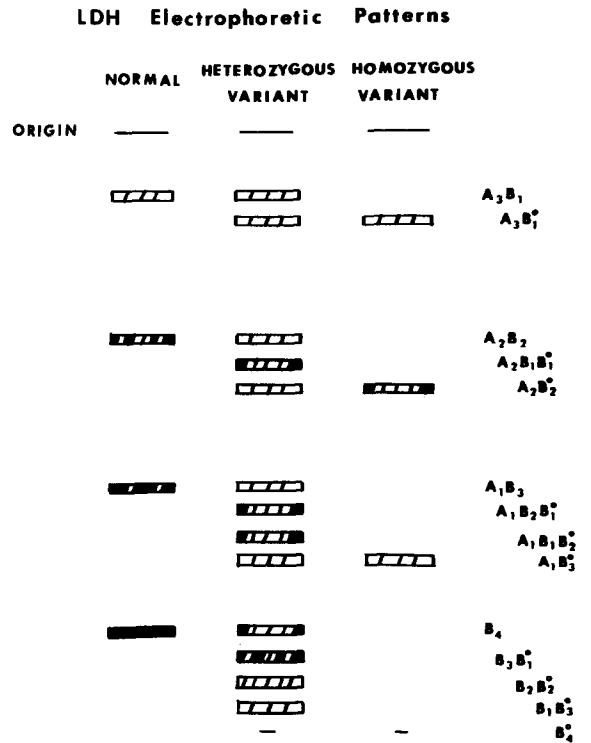 LDH Electrophoretic Patterns
NORMAL HETEROZYGOUS VARIANT HOMOZYGOUS VARIANT
ORIGIN
A₃B₁
A₃B₁°
A₂B₂
A₂B₁B₁°
A₂B₂°
A₁B₃
A₁B₂B₁°
A₁B₁B₂°
A₁B₃°
B₄
B₃B₁°
B₂B₂°
B₁B₃°
B₄°